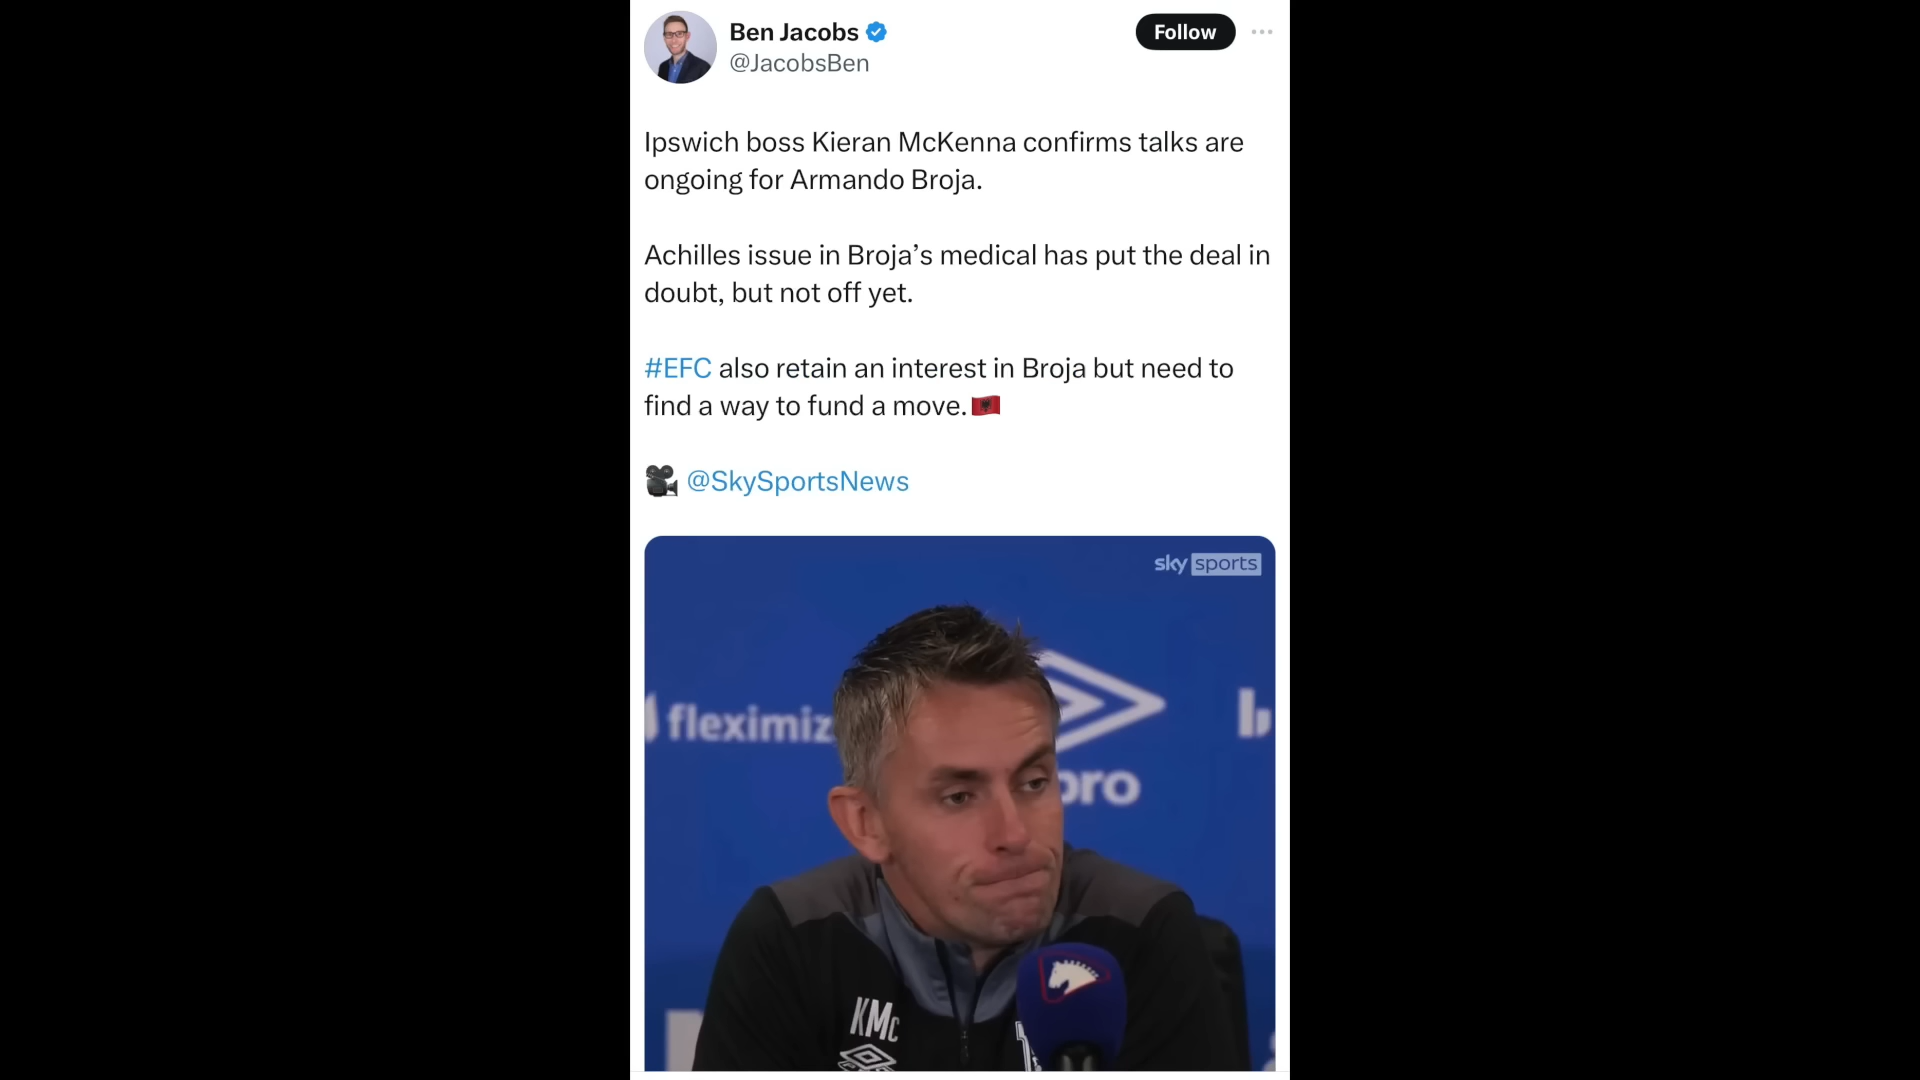 Ben Jacobs
@JacobsBen
Follow
Ipswich boss Kieran McKenna confirms talks are
ongoing for Armando Broja.
Achilles issue in Broja’s medical has put the deal in
doubt, but not off yet.
#EFC also retain an interest in Broja but need to
find a way to fund a move.
@SkySportsNews
sky sports
fleximiz
bro
KMc